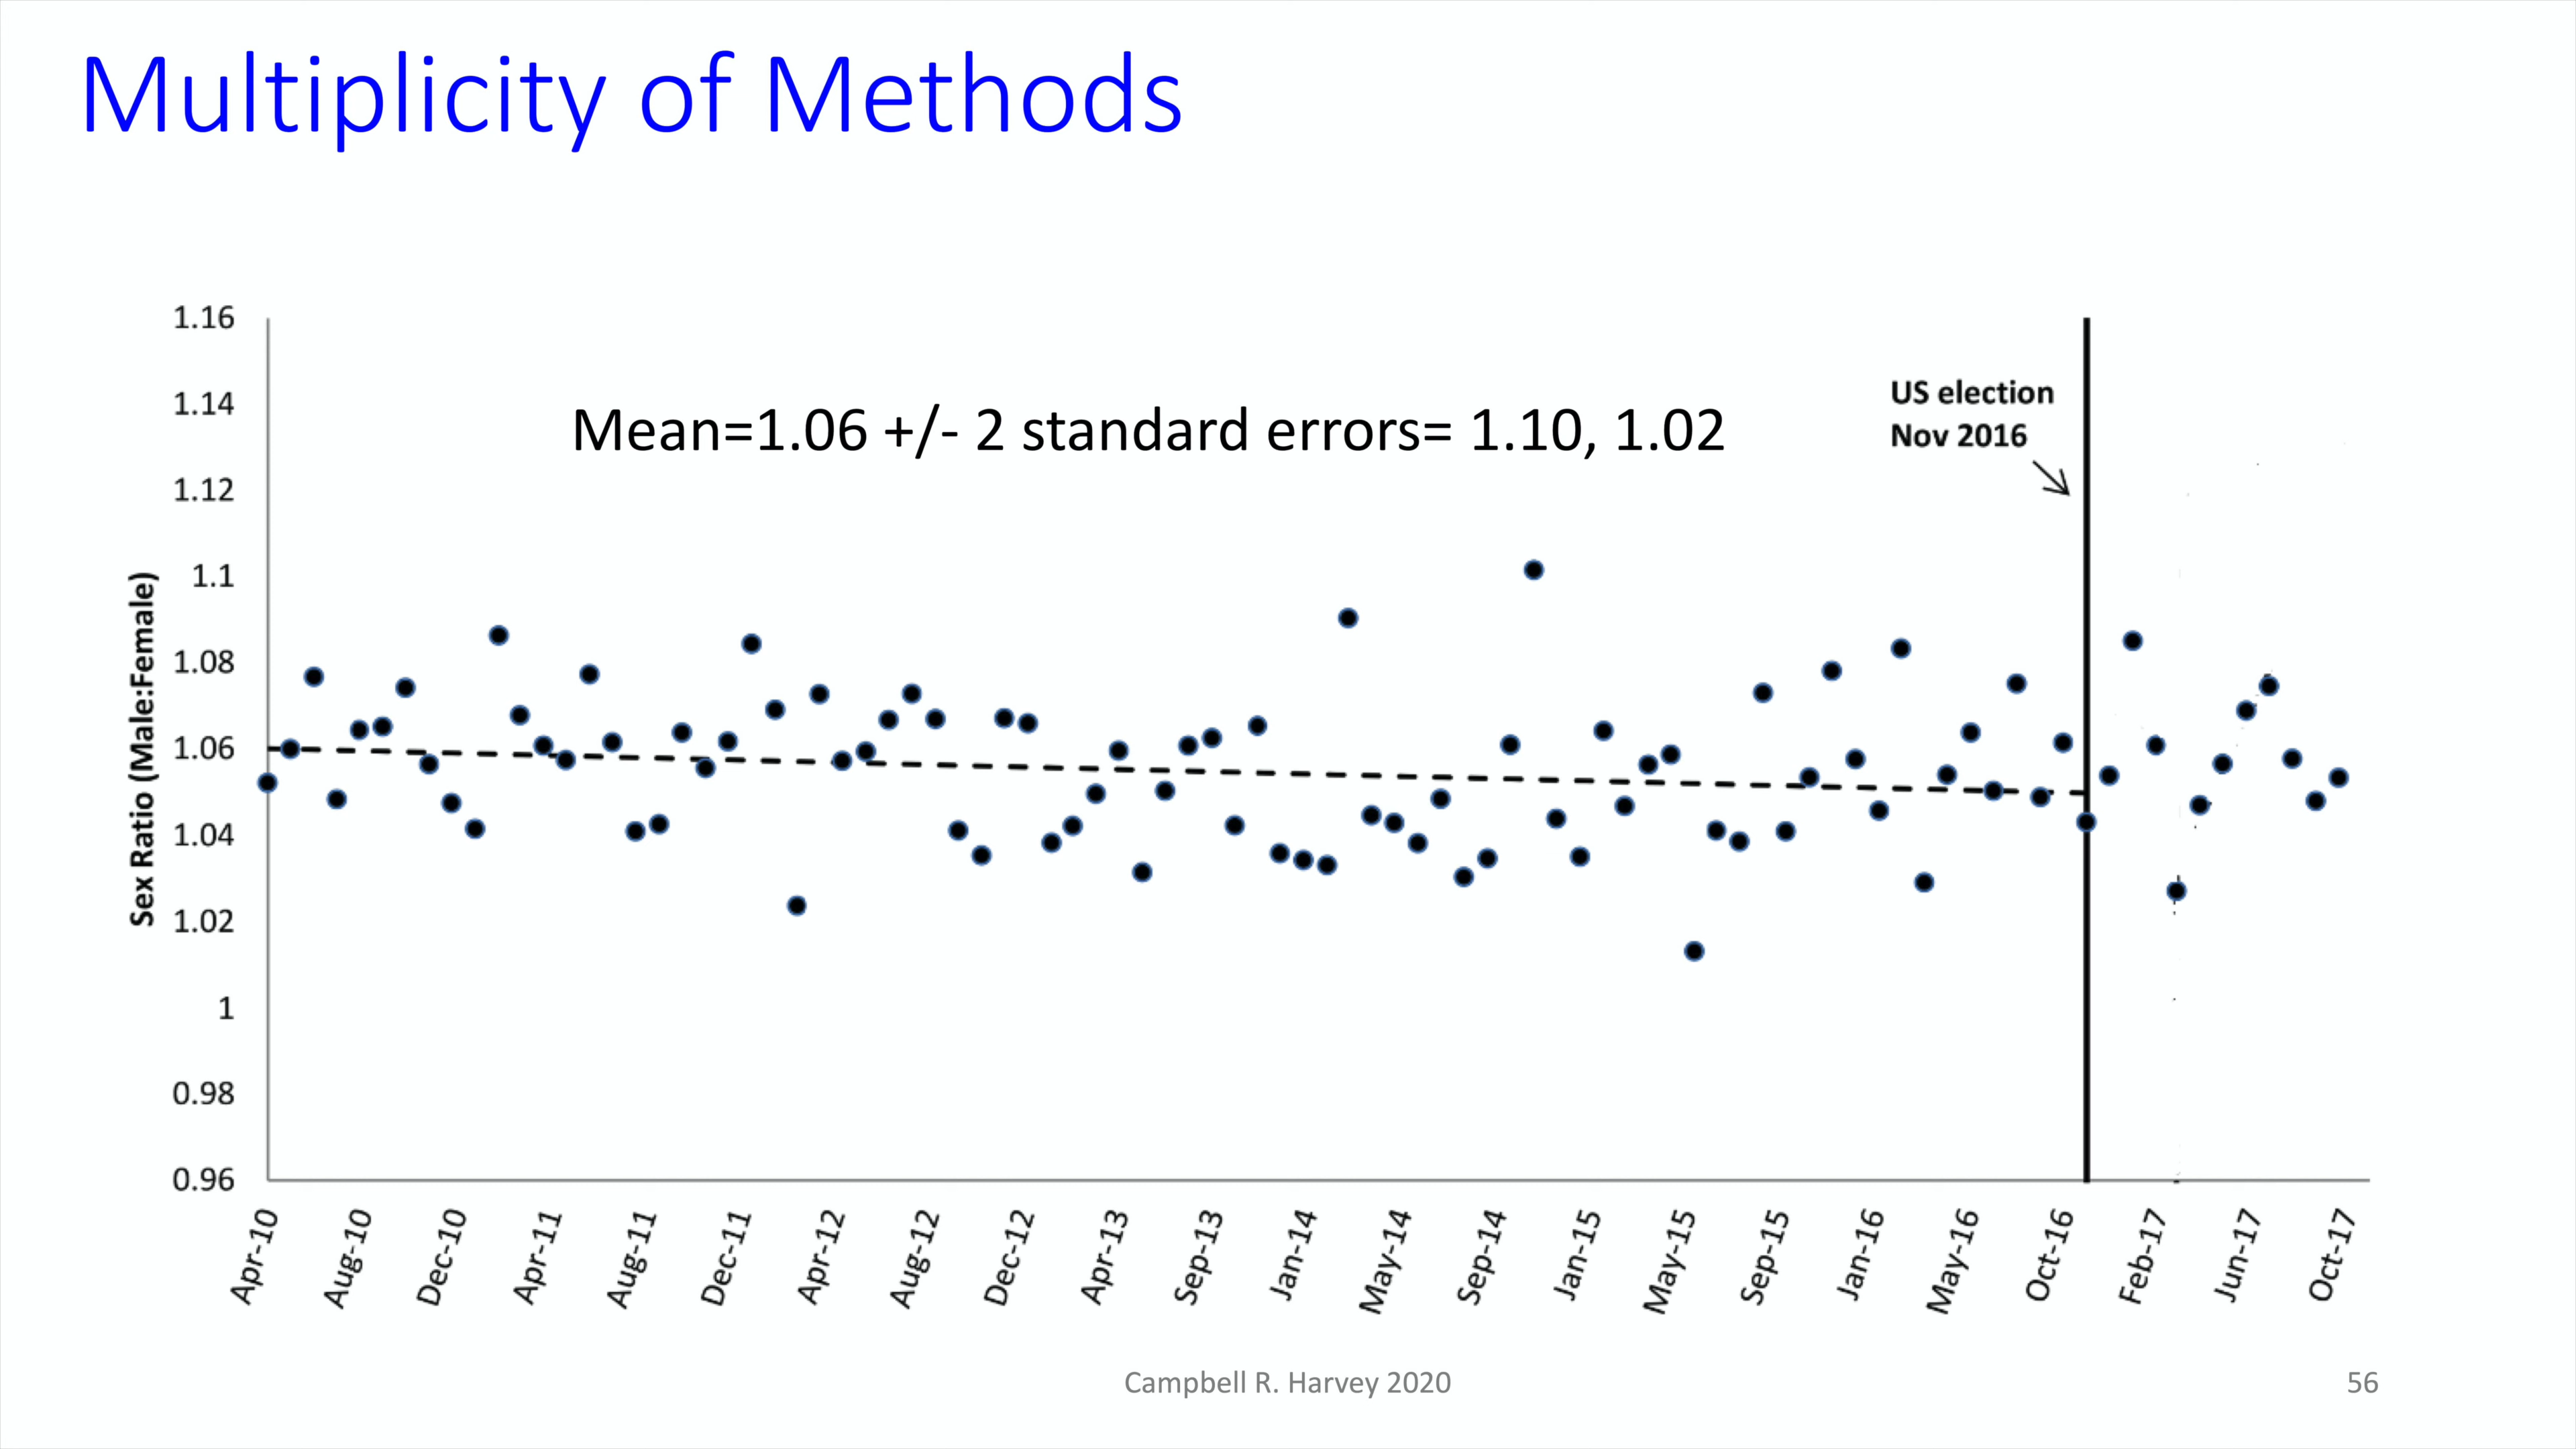 Multiplicity of Methods
Mean=1.06 +/- 2 standard errors= 1.10, 1.02
US election
Nov 2016
Sex Ratio (Male:Female)
1.16
1.14
1.12
1.1
1.08
1.06
1.04
1.02
1
0.98
0.96
Apr-10
Aug-10
Dec-10
Apr-11
Aug-11
Dec-11
Apr-12
Aug-12
Dec-12
Apr-13
Sep-13
Jan-14
May-14
Sep-14
Jan-15
May-15
Sep-15
Jan-16
May-16
Oct-16
Feb-17
Jun-17
Oct-17
Campbell R. Harvey 2020
56